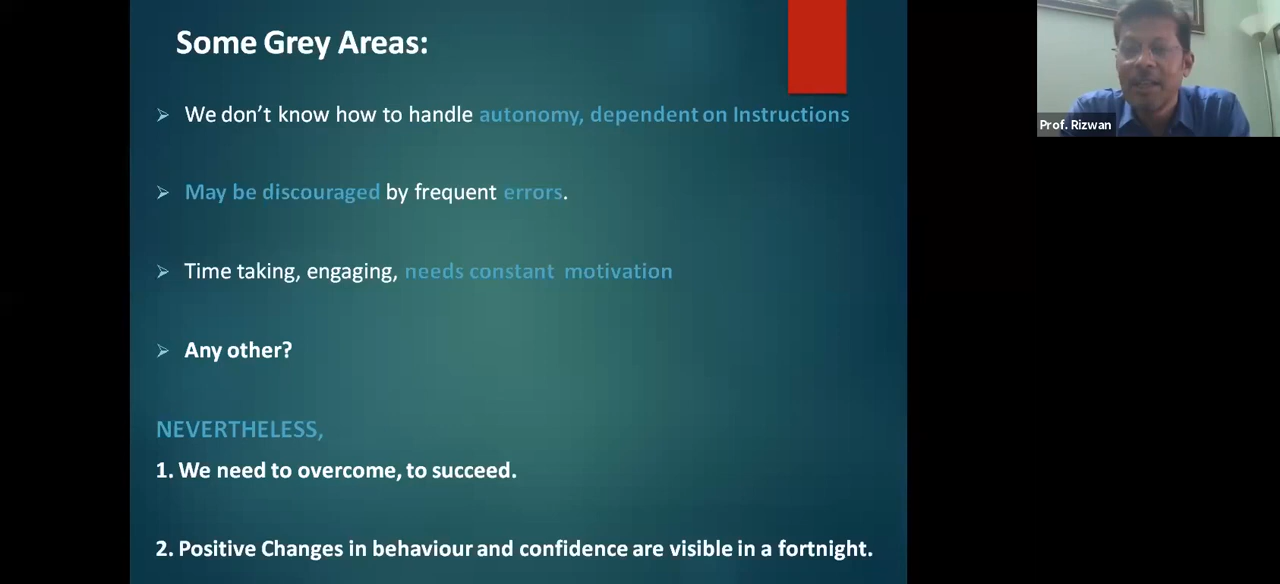 Some Grey Areas:
Prof. Rizwan
We don't know how to handle autonomy, dependent on Instructions
May be discouraged by frequent errors.
Time taking, engaging, needs constant motivation
Any other?
NEVERTHELESS,
1. We need to overcome, to succeed.
2. Positive Changes in behaviour and confidence are visible in a fortnight.